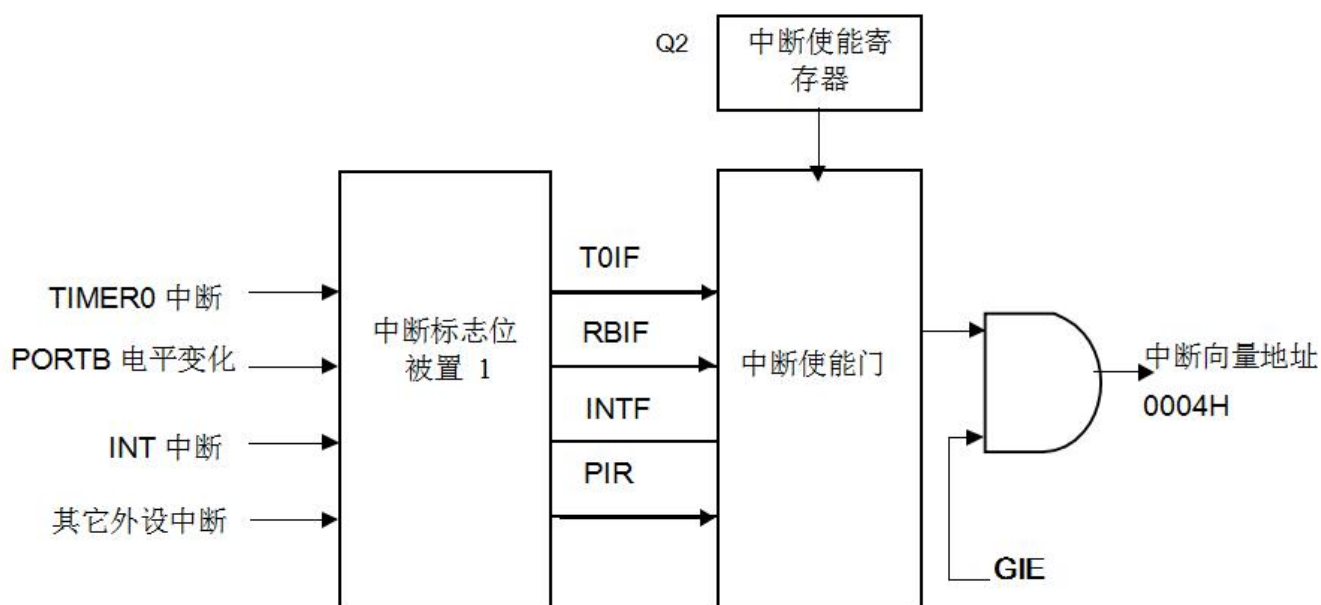 Q2
中断使能寄
存器
TIMER0 中断
PORTB 电平变化
INT 中断
其它外设中断
中断标志位
被置 1
T0IF
RBIF
INTF
PIR
中断使能门
中断向量地址
0004H
GIE